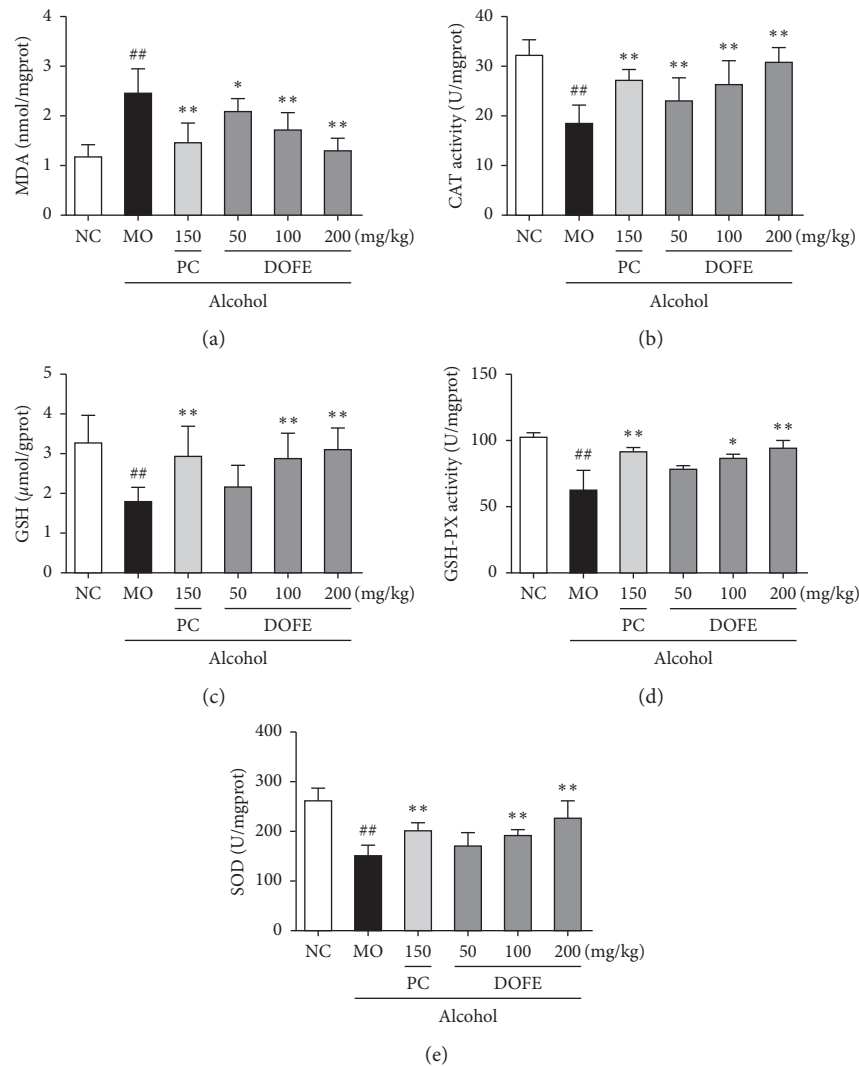 MDA (nmol/mgprot)
4
3
2
1
0
##
**
*
**
**
NC MO 150 50 100 200 (mg/kg)
PC DOFE
Alcohol
(a)
CAT activity (U/mgprot)
40
30
20
10
0
##
**
**
**
**
NC MO 150 50 100 200 (mg/kg)
PC DOFE
Alcohol
(b)
GSH (μmol/gprot)
5
4
3
2
1
0
##
**
**
**
NC MO 150 50 100 200 (mg/kg)
PC DOFE
Alcohol
(c)
GSH-PX activity (U/mgprot)
150
100
50
0
##
**
*
**
NC MO 150 50 100 200 (mg/kg)
PC DOFE
Alcohol
(d)
SOD (U/mgprot)
400
300
200
100
0
##
**
**
**
NC MO 150 50 100 200 (mg/kg)
PC DOFE
Alcohol
(e)